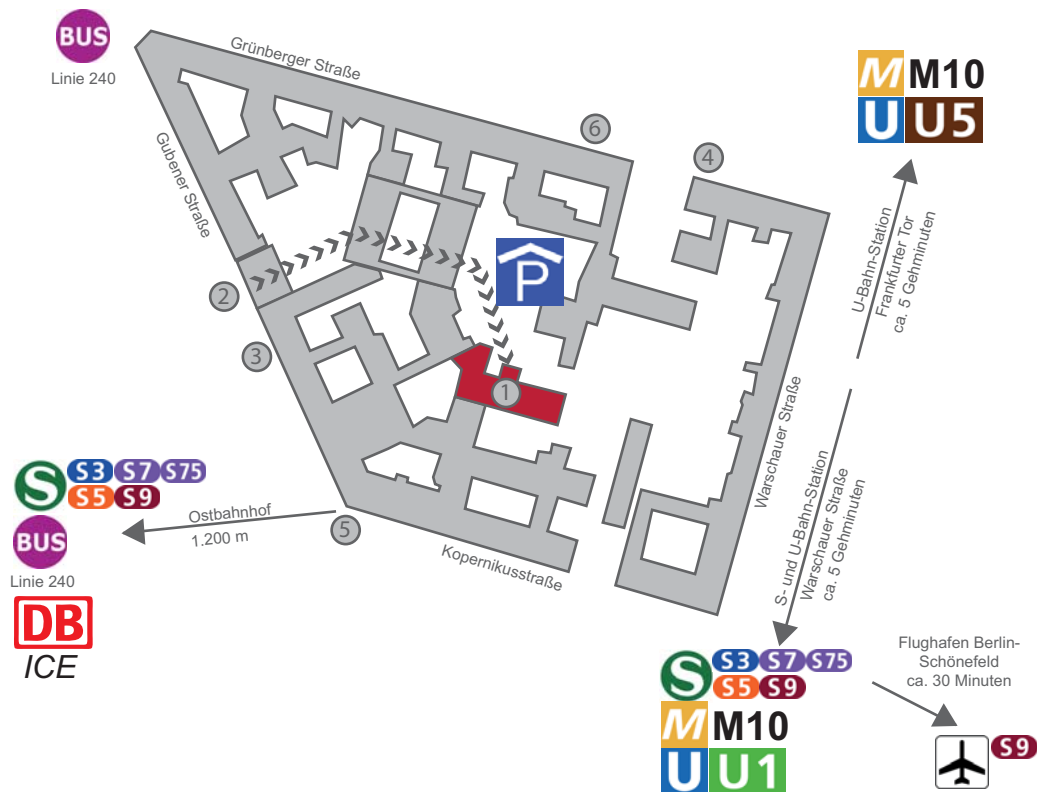 BUS
Linie 240
Grünberger Straße
Gubener Straße
6
4
M M10
U U5
U-Bahn-Station
Frankfurter Tor
ca. 5 Gehminuten
P
2
3
1
Warschauer Straße
S- und U-Bahn-Station
Warschauer Straße
ca. 5 Gehminuten
S S3 S7 S75
S5 S9
Ostbahnhof
1.200 m
5
Kopernikusstraße
BUS
Linie 240
DB
ICE
S S3 S7 S75
S5 S9
M M10
U U1
Flughafen Berlin-
Schönefeld
ca. 30 Minuten
S9